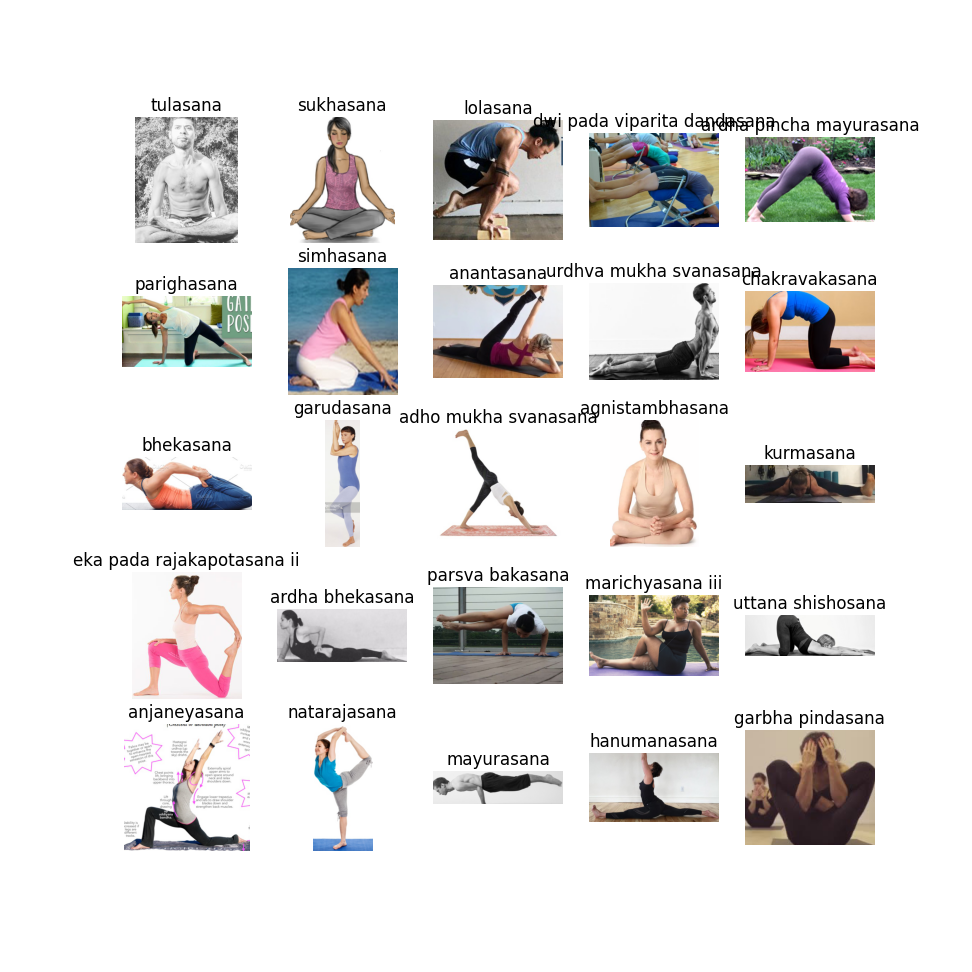 tulasana
sukhasana
lolasana
dwi pada viparita dandasana
ardha pincha mayurasana
parighasana
GATE
POSE
simhasana
anantasana
urdhva mukha svanasana
chakravakasana
bhekasana
garudasana
adho mukha svanasana
agnistambhasana
kurmasana
eka pada rajakapotasana ii
ardha bhekasana
parsva bakasana
marichyasana iii
uttana shishosana
anjaneyasana
natarajasana
mayurasana
hanumanasana
garbha pindasana